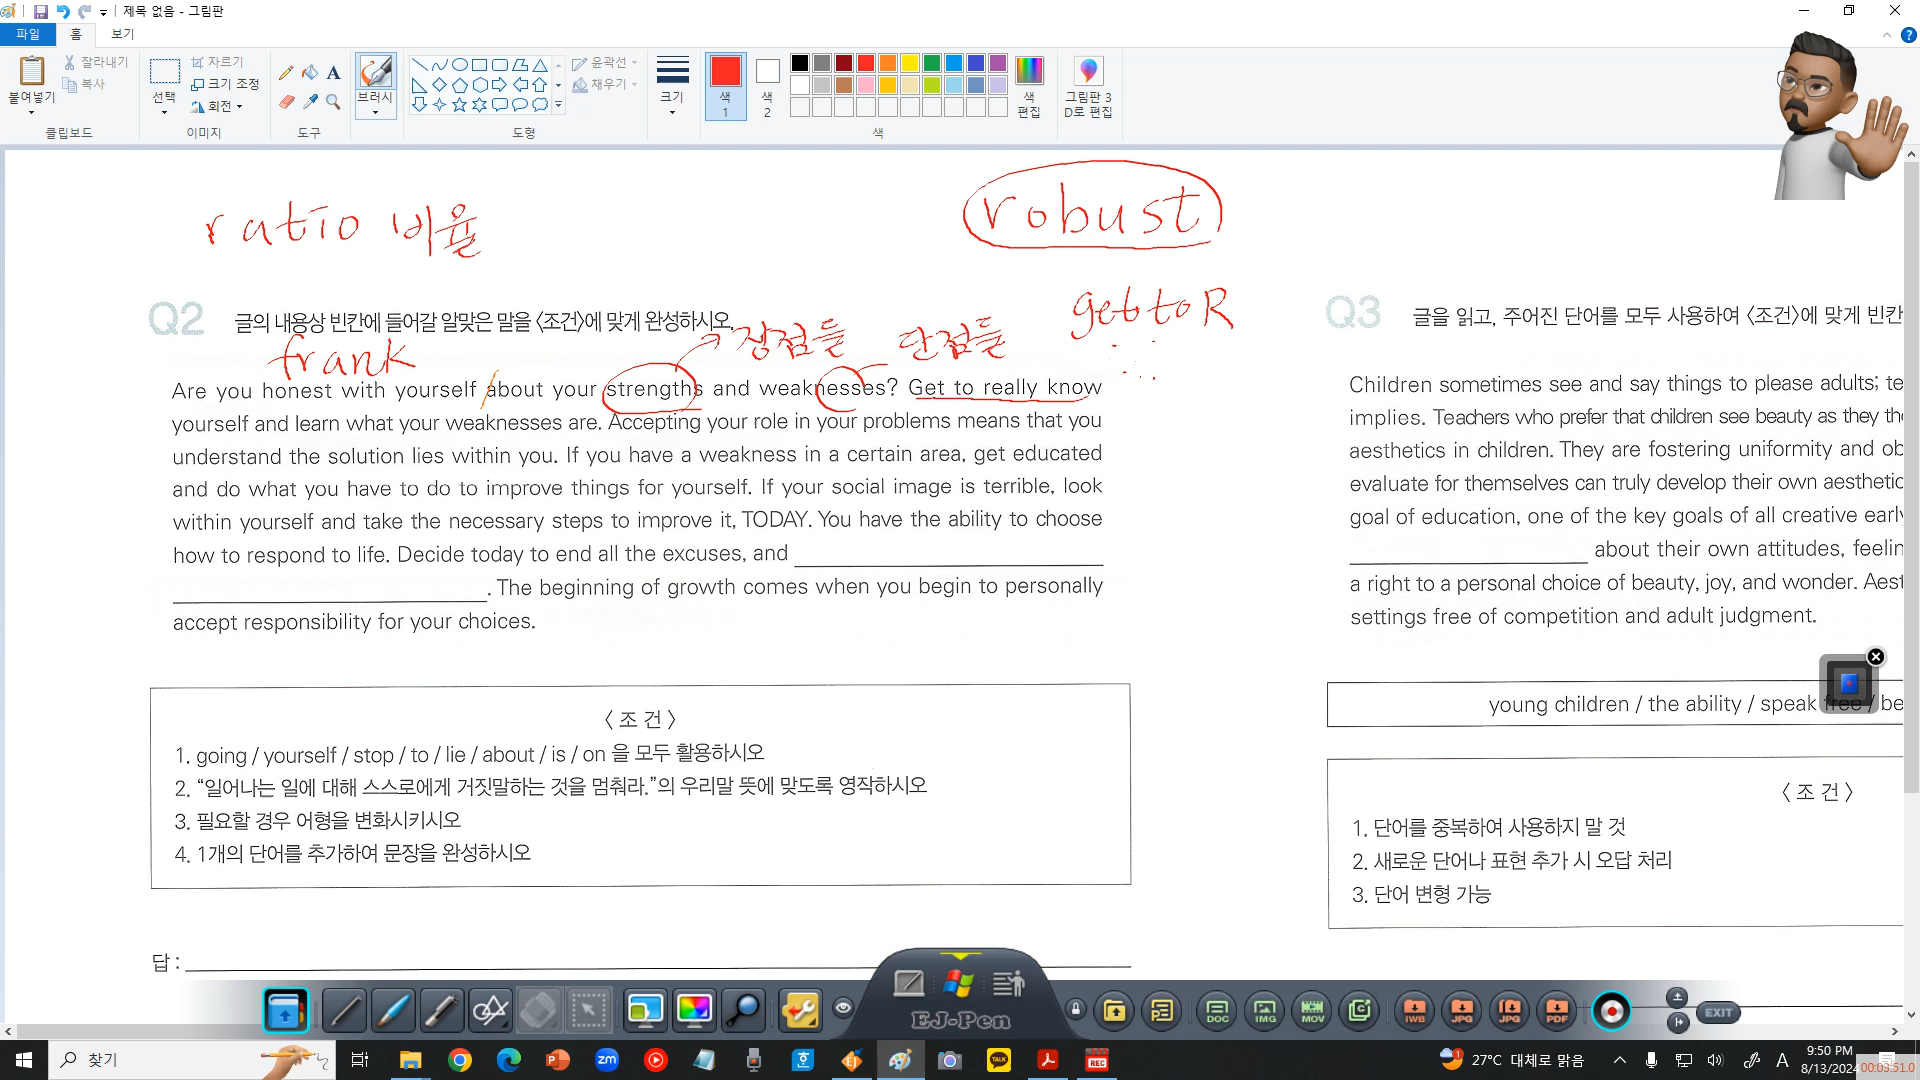 제목 없음 - 그림판
파일 홈 보기
붙여넣기
잘라내기
복사
클립보드
선택
자르기
크기 조정
회전
이미지
A
도구
브러시
윤곽선
채우기
도형
크기
색 1
색 2
색
색 편집
그림판 3D로 편집
ratio 비율
robust
get to R
Q2 글의 내용상 빈칸에 들어갈 알맞은 말을 〈조건〉에 맞게 완성하시오.
frank
장점들
단점들
Are you honest with yourself about your strengths and weaknesses? Get to really know
yourself and learn what your weaknesses are. Accepting your role in your problems means that you
understand the solution lies within you. If you have a weakness in a certain area, get educated
and do what you have to do to improve things for yourself. If your social image is terrible, look
within yourself and take the necessary steps to improve it, TODAY. You have the ability to choose
how to respond to life. Decide today to end all the excuses, and
. The beginning of growth comes when you begin to personally
accept responsibility for your choices.
〈 조 건 〉
1. going / yourself / stop / to / lie / about / is / on 을 모두 활용하시오
2. “일어나는 일에 대해 스스로에게 거짓말하는 것을 멈춰라.”의 우리말 뜻에 맞도록 영작하시오
3. 필요할 경우 어형을 변화시키시오
4. 1개의 단어를 추가하여 문장을 완성하시오
답 :
Q3 글을 읽고, 주어진 단어를 모두 사용하여 〈조건〉에 맞게 빈칸
Children sometimes see and say things to please adults; te
implies. Teachers who prefer that children see beauty as they tho
aesthetics in children. They are fostering uniformity and ob
evaluate for themselves can truly develop their own aesthetic
goal of education, one of the key goals of all creative early
about their own attitudes, feelin
a right to a personal choice of beauty, joy, and wonder. Aest
settings free of competition and adult judgment.
young children / the ability / speak free / be
〈 조 건 〉
1. 단어를 중복하여 사용하지 말 것
2. 새로운 단어나 표현 추가 시 오답 처리
3. 단어 변형 가능
EJ-Pen
DOC IMG MOV IWB JPG JPG PDF EXIT
찾기
zm
TALK
REC
27°C 대체로 맑음
A
9:50 PM
8/13/2024
00:03:51.0